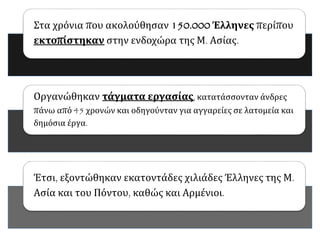 Στα χρόνια που ακολούθησαν 150.000 Έλληνες περίπου
εκτοπίστηκαν στην ενδοχώρα της Μ. Ασίας.
Οργανώθηκαν τάγματα εργασίας, κατατάσσονταν άνδρες
πάνω από 45 χρονών και οδηγούνταν για αγγαρείες σε λατομεία και
δημόσια έργα.
Έτσι, εξοντώθηκαν εκατοντάδες χιλιάδες Έλληνες της Μ.
Ασία και του Πόντου, καθώς και Αρμένιοι.